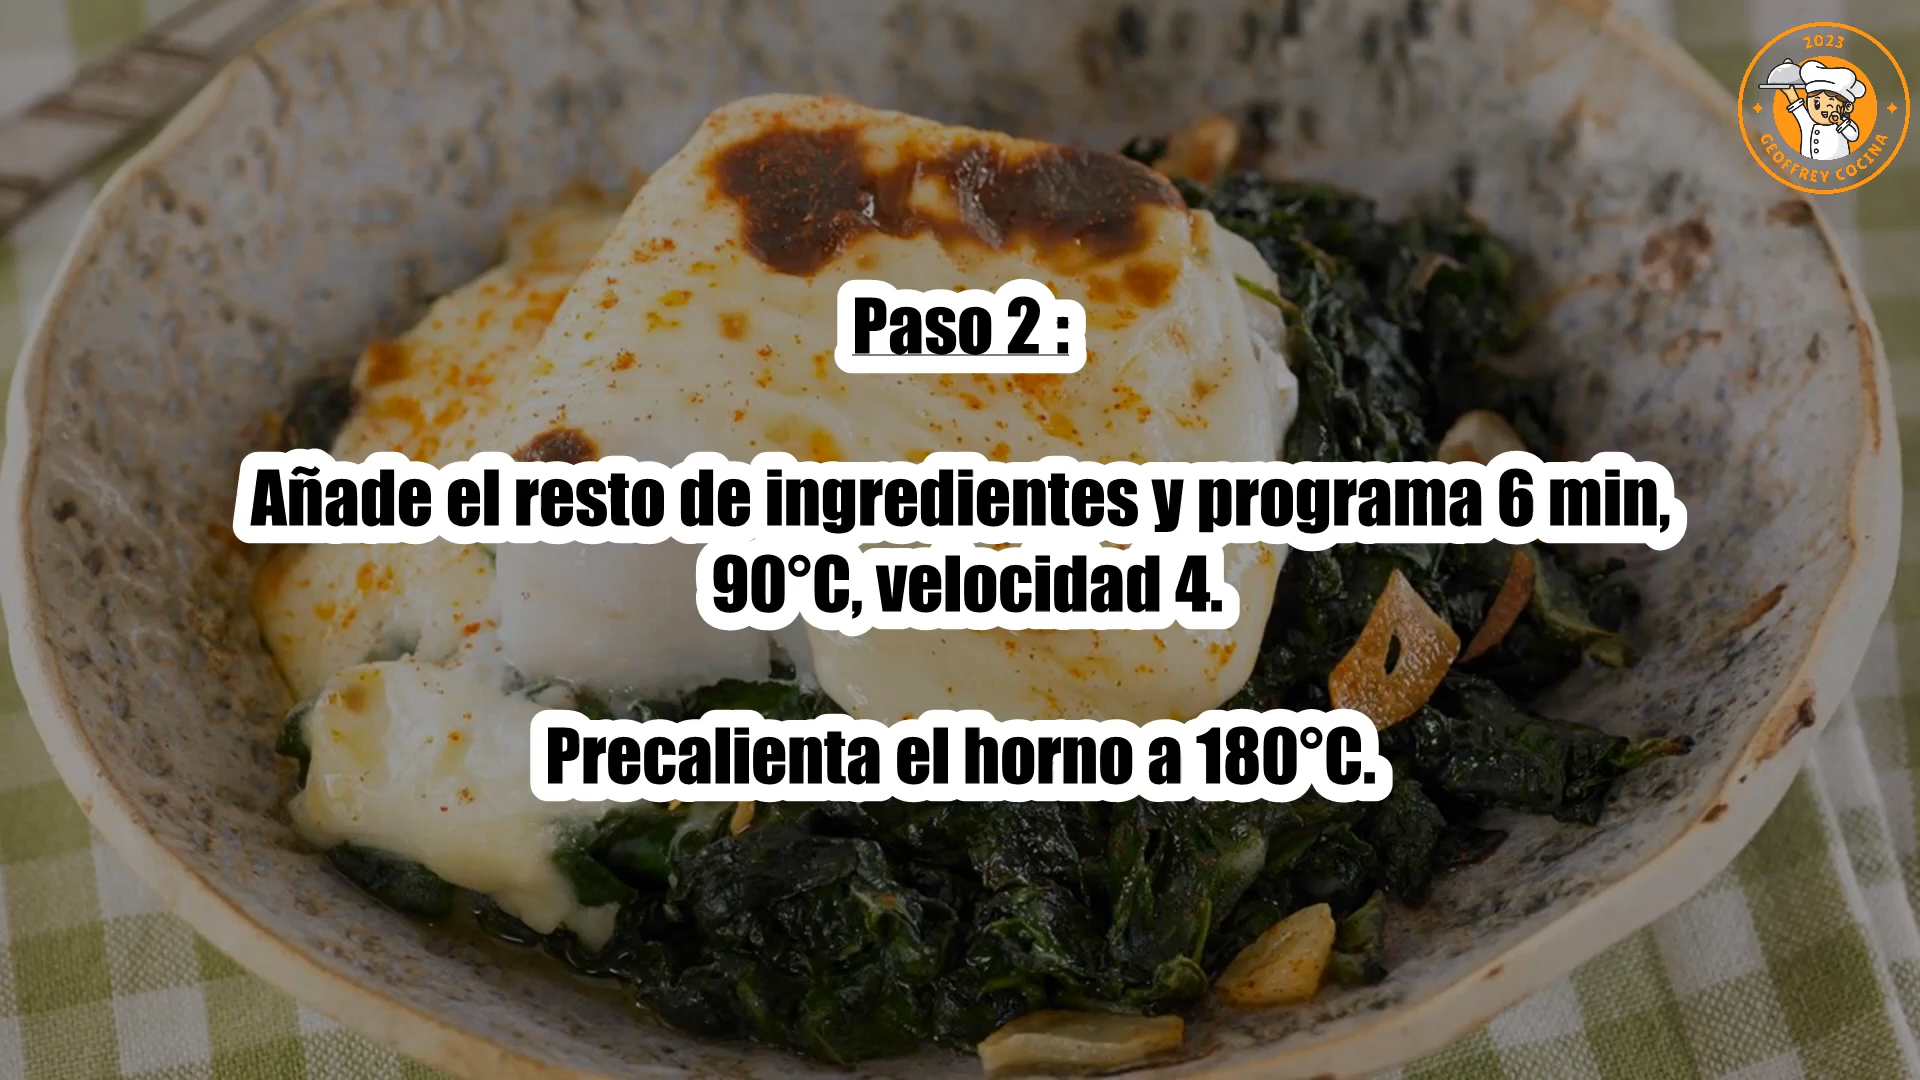 2023
GEOFFREY COCINA
Paso 2 :
Añade el resto de ingredientes y programa 6 min,
90°C, velocidad 4.
Precalienta el horno a 180°C.